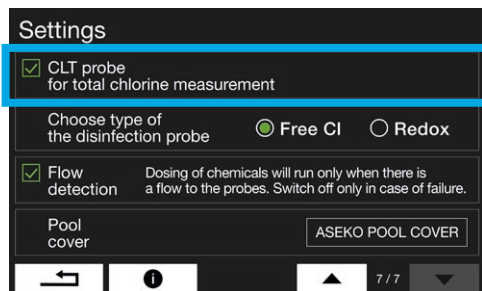 Settings
CLT probe
for total chlorine measurement
Choose type of
the disinfection probe
Free Cl
Redox
Flow
detection
Dosing of chemicals will run only when there is
a flow to the probes. Switch off only in case of failure.
Pool
cover
ASEKO POOL COVER
i
7/7